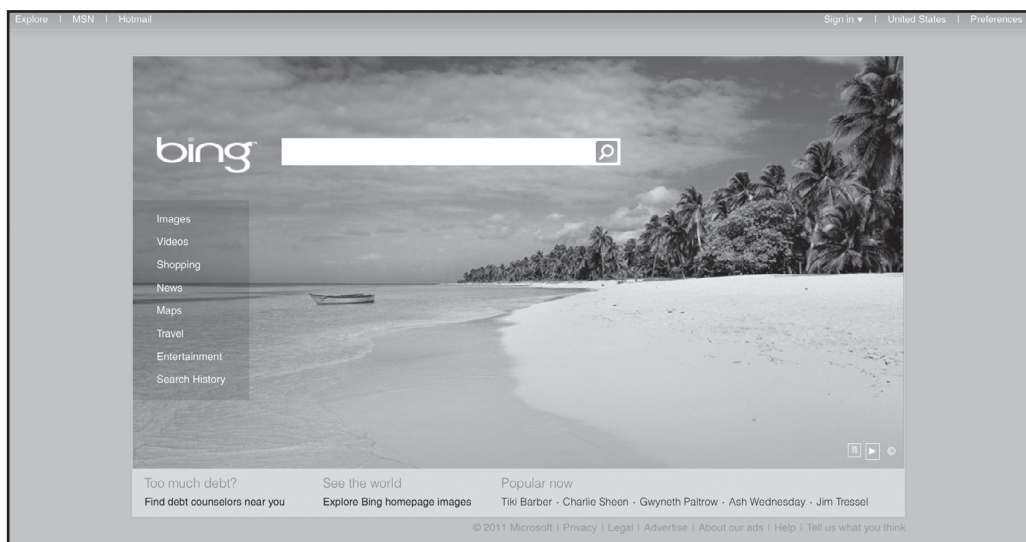 Explore | MSN | Hotmail
Sign in ▼ | United States | Preferences
bing™
Images
Videos
Shopping
News
Maps
Travel
Entertainment
Search History
Too much debt?
Find debt counselors near you
See the world
Explore Bing homepage images
Popular now
Tiki Barber · Charlie Sheen · Gwyneth Paltrow · Ash Wednesday · Jim Tressel
© 2011 Microsoft | Privacy | Legal | Advertise | About our ads | Help | Tell us what you think